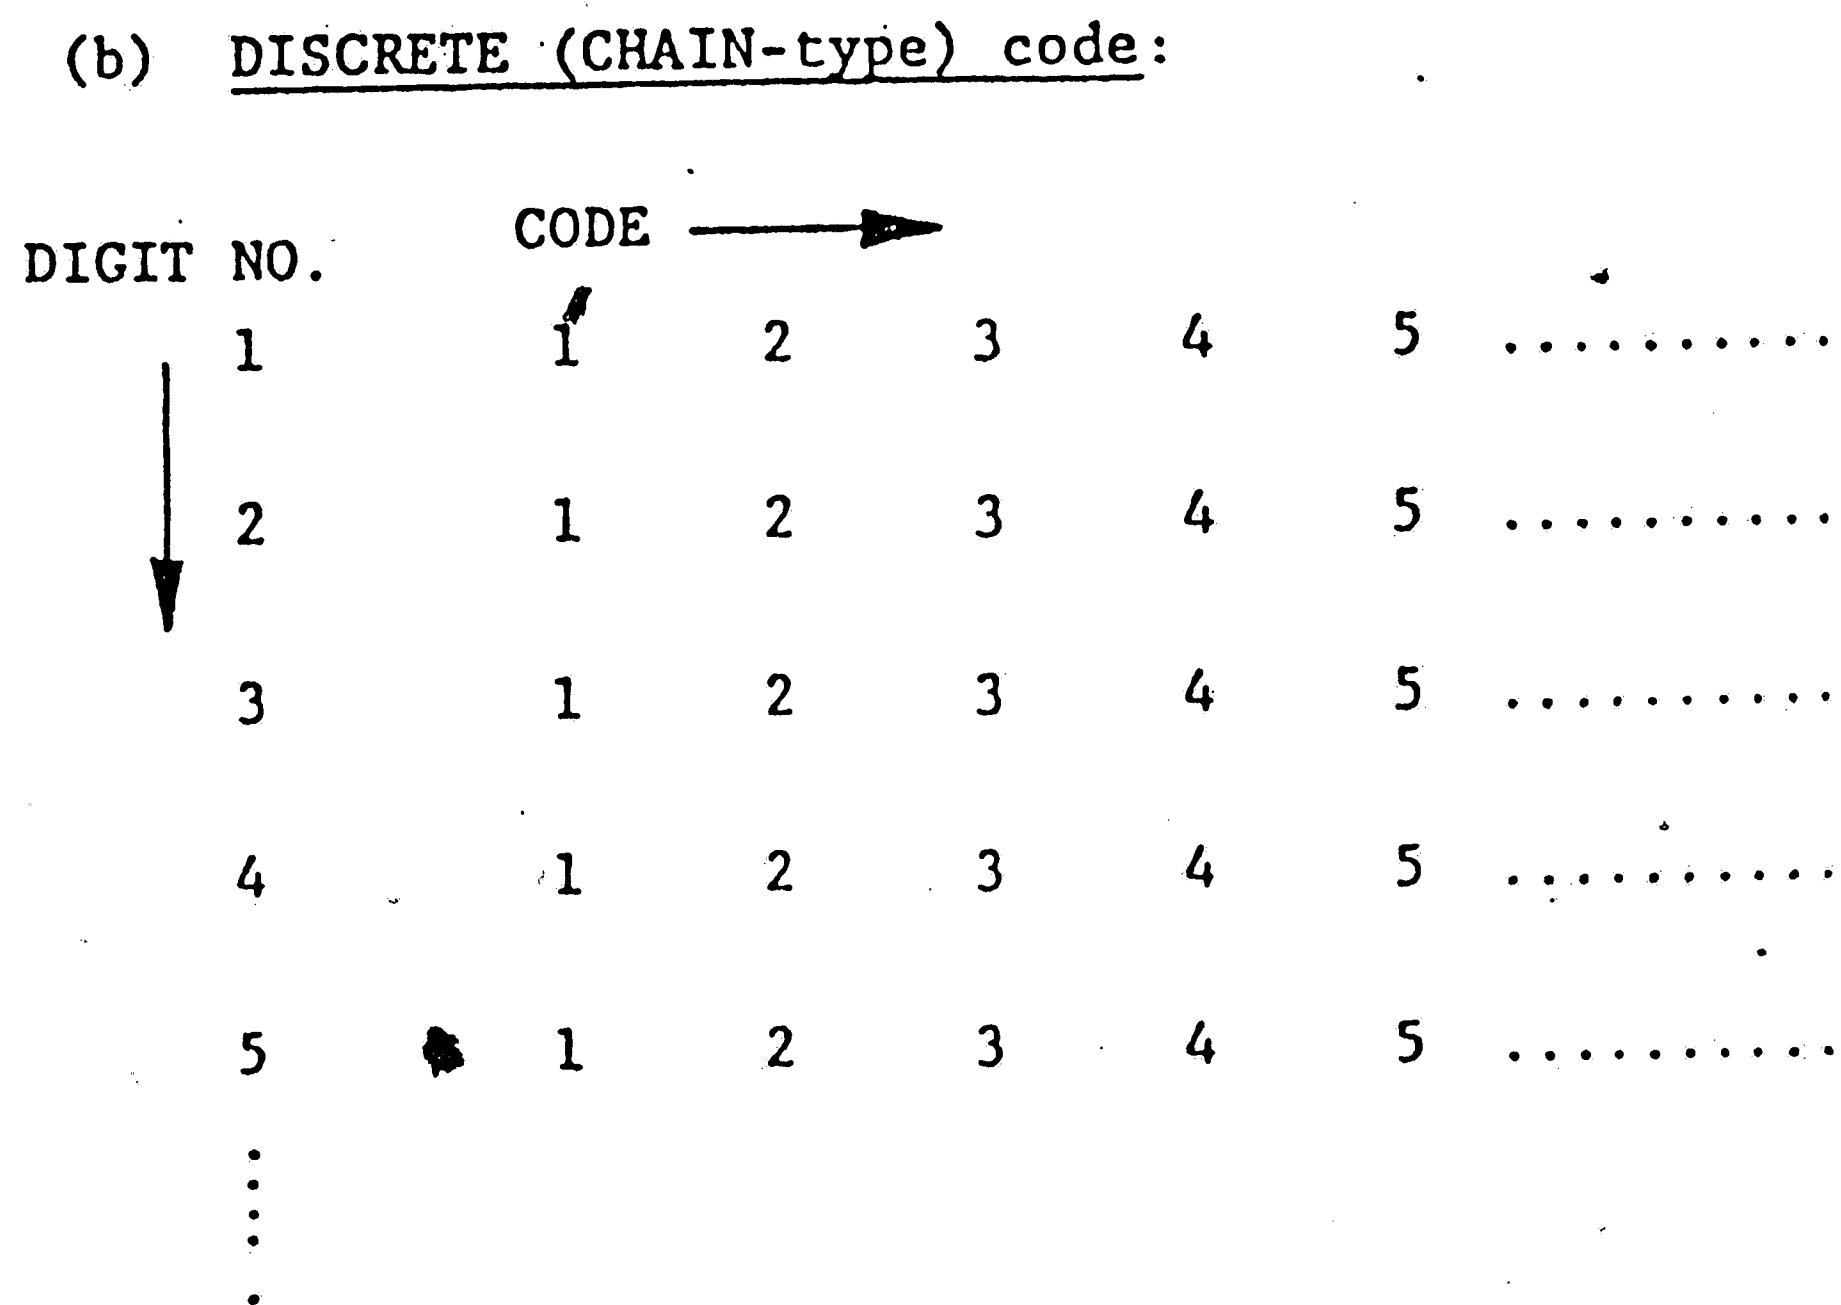 (b) DISCRETE (CHAIN-type) code:
CODE
DIGIT NO.
1 1 2 3 4 5 ..........
2 1 2 3 4 5 ..........
3 1 2 3 4 5 ..........
4 1 2 3 4 5 ..........
5 1 2 3 4 5 ..........
.
.
.
.
.